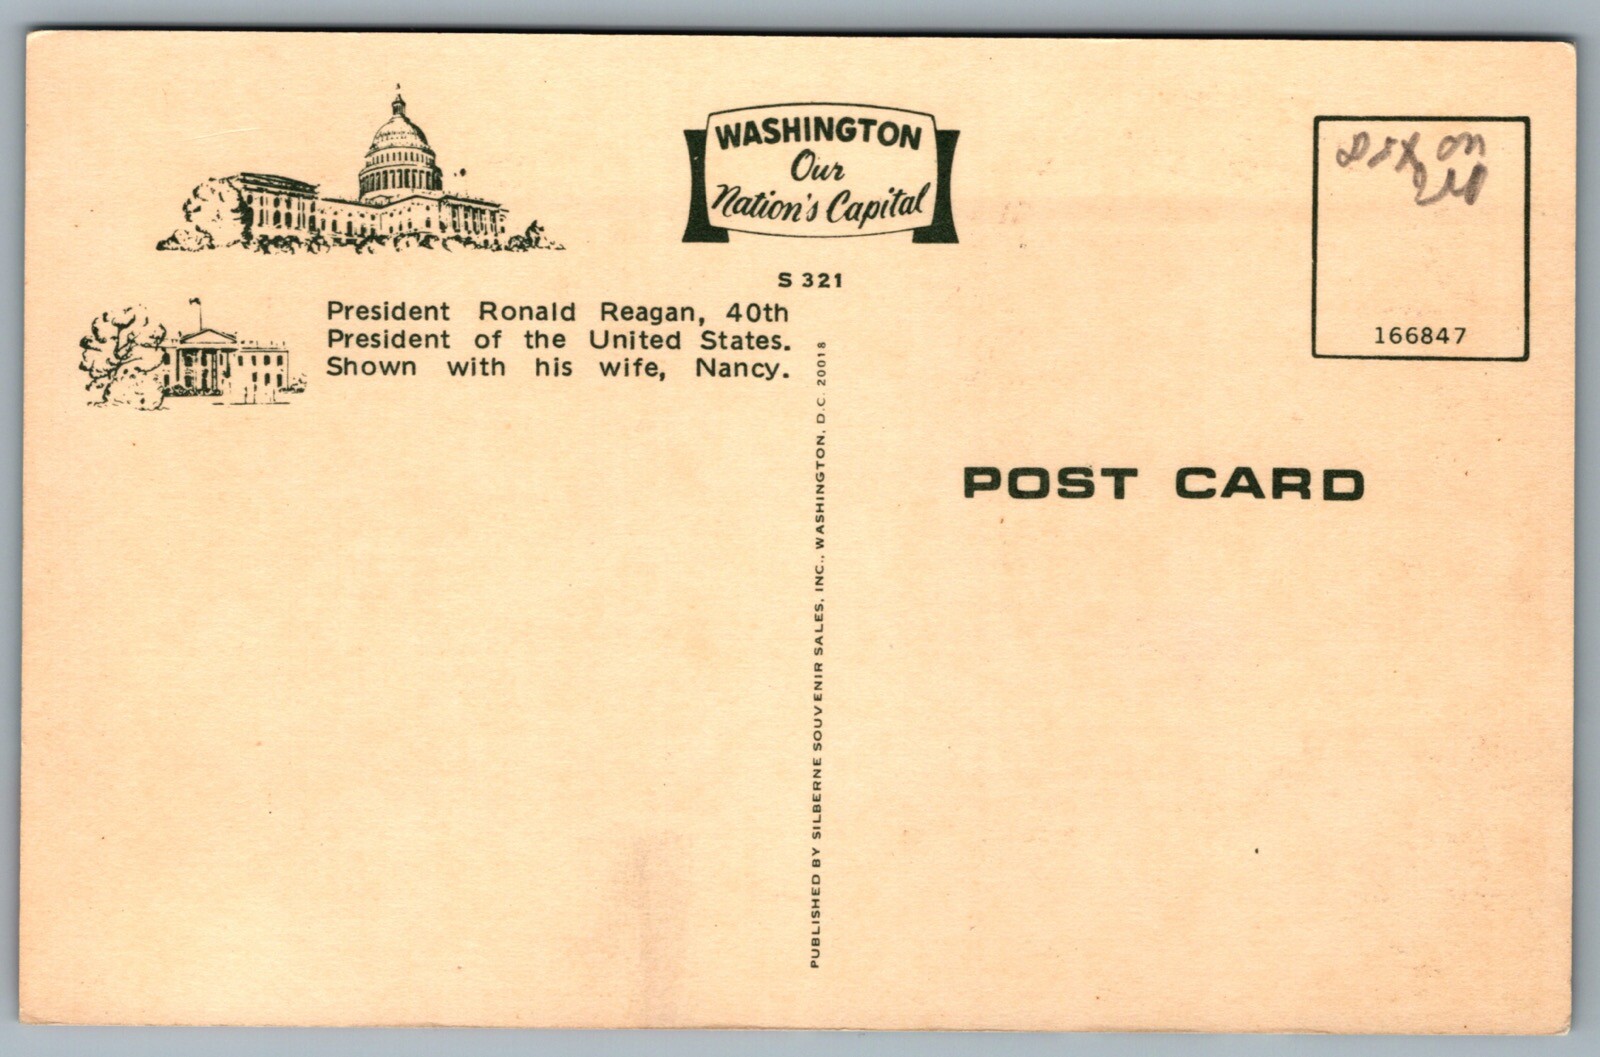 WASHINGTON
Our
Nation's Capital
S 321
President Ronald Reagan, 40th
President of the United States.
Shown with his wife, Nancy.
PUBLISHED BY SILBERNE SOUVENIR SALES, INC., WASHINGTON, D.C. 20018
166847
POST CARD